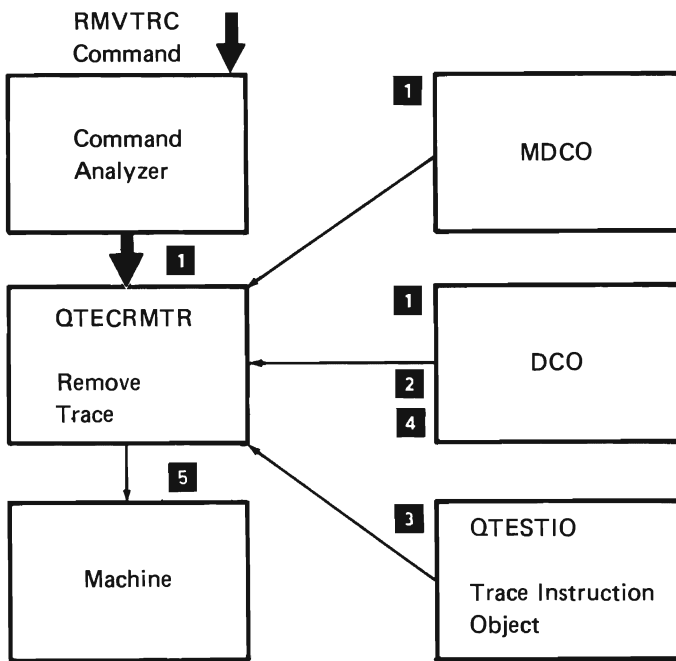 RMVTRC
Command
Command
Analyzer
1
MDCO
1
QTECRMTR
Remove
Trace
1
DCO
2
4
5
Machine
3
QTESTIO
Trace Instruction
Object